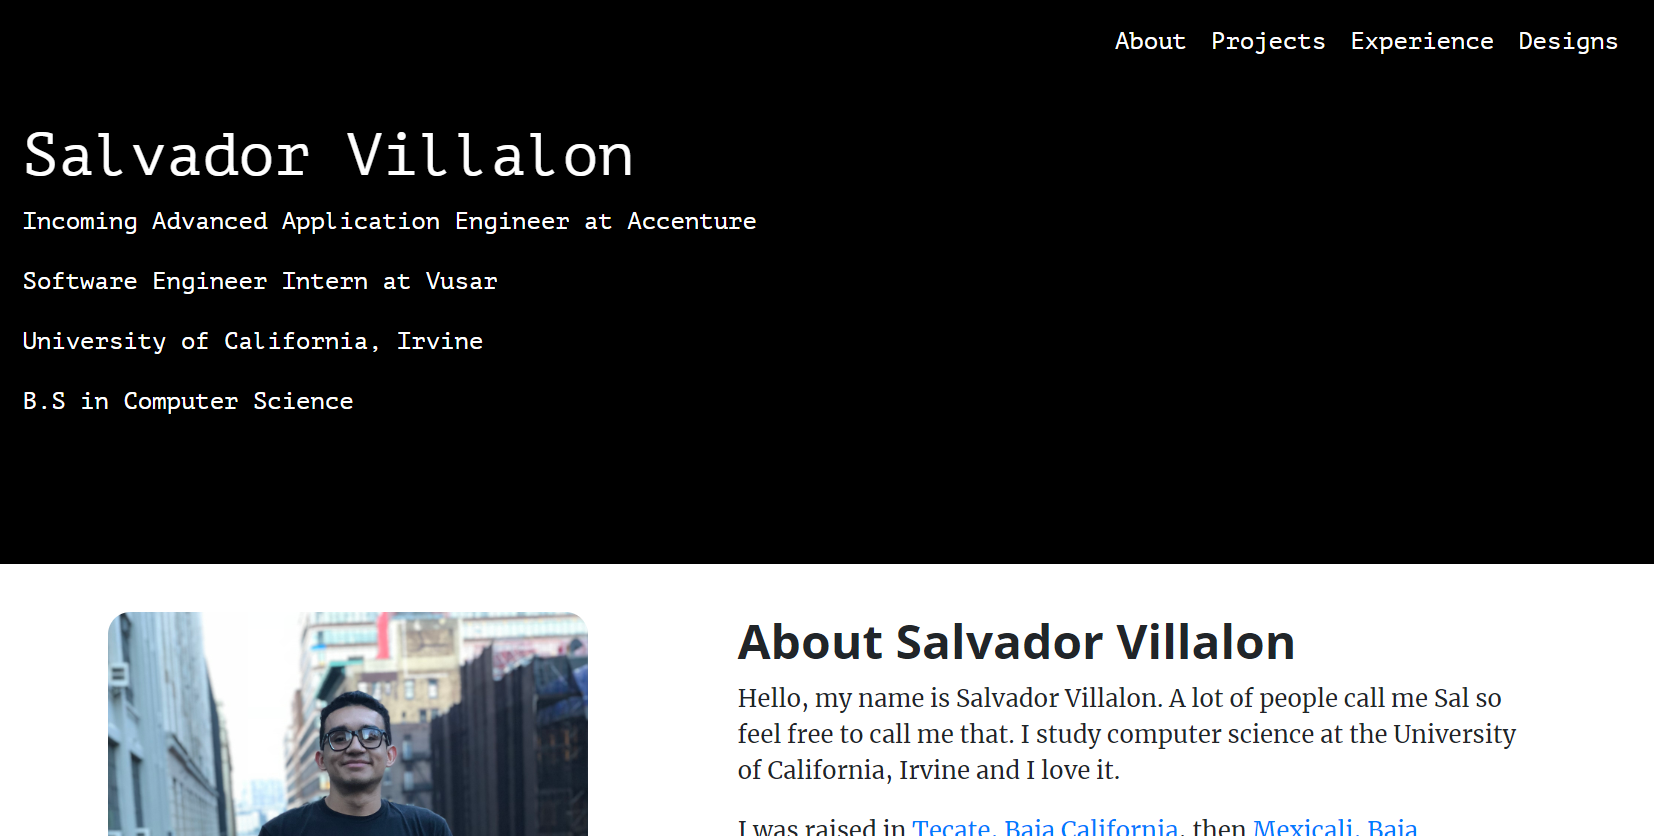 About Projects Experience Designs
Salvador Villalon
Incoming Advanced Application Engineer at Accenture
Software Engineer Intern at Vusar
University of California, Irvine
B.S in Computer Science
About Salvador Villalon
Hello, my name is Salvador Villalon. A lot of people call me Sal so
feel free to call me that. I study computer science at the University
of California, Irvine and I love it.
I was raised in Tecate, Baja California, then Mexicali, Baja